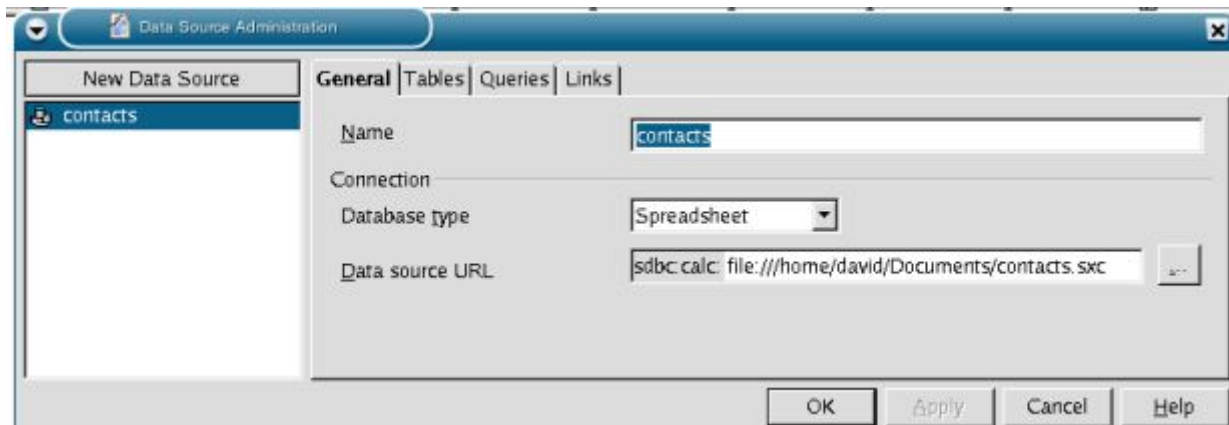 Data Source Administration
New Data Source
General Tables Queries Links
contacts
Name contacts
Connection
Database type Spreadsheet
Data source URL sdbc:calc: file:///home/david/Documents/contacts.sxc ...
OK Apply Cancel Help